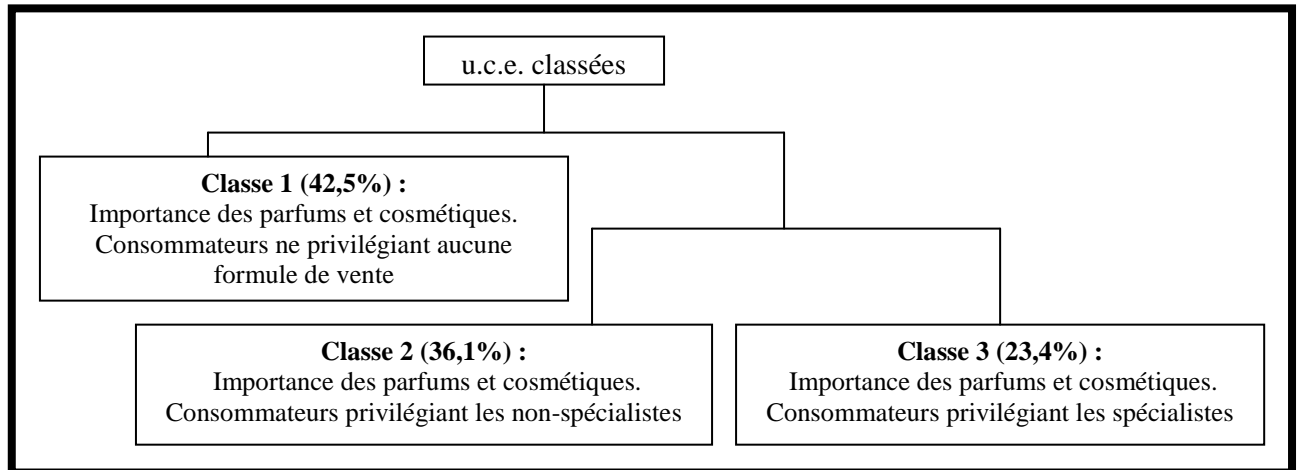 u.c.e. classées
Classe 1 (42,5%) :
Importance des parfums et cosmétiques.
Consommateurs ne privilégiant aucune
formule de vente
Classe 2 (36,1%) :
Importance des parfums et cosmétiques.
Consommateurs privilégiant les non-spécialistes
Classe 3 (23,4%) :
Importance des parfums et cosmétiques.
Consommateurs privilégiant les spécialistes